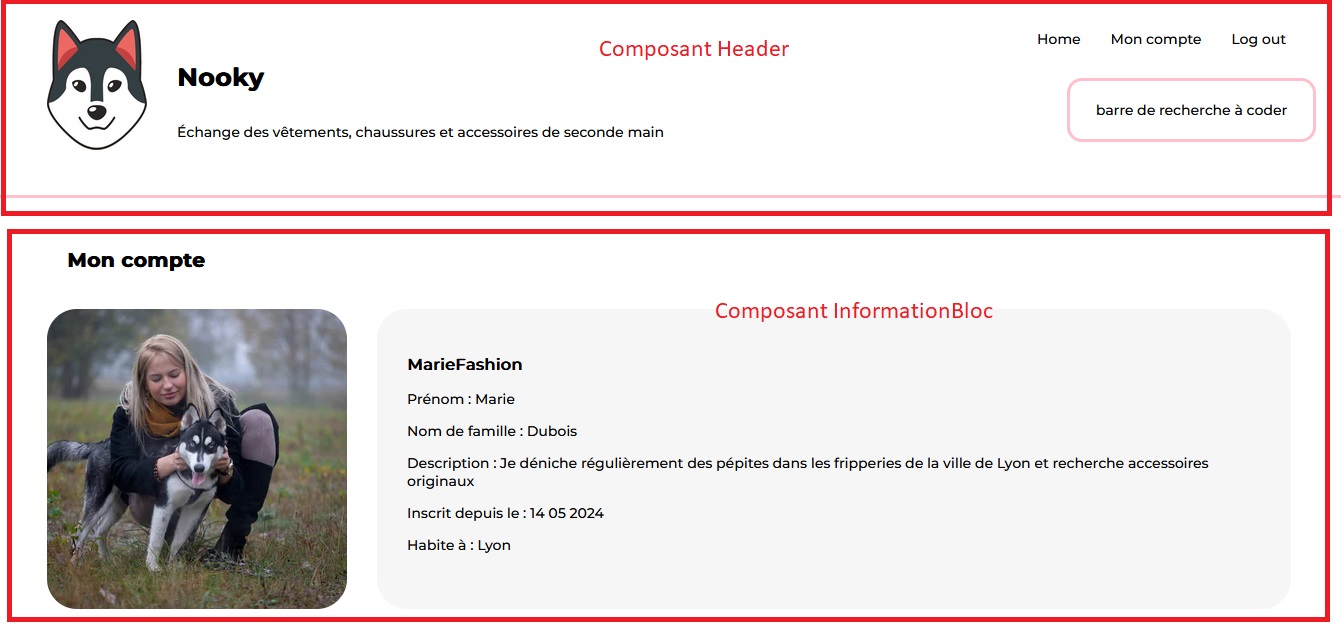 Composant Header
Home Mon compte Log out
Nooky
barre de recherche à coder
Échange des vêtements, chaussures et accessoires de seconde main
Mon compte
Composant InformationBloc
MarieFashion
Prénom : Marie
Nom de famille : Dubois
Description : Je déniche régulièrement des pépites dans les fripperies de la ville de Lyon et recherche accessoires
originaux
Inscrit depuis le : 14 05 2024
Habite à : Lyon